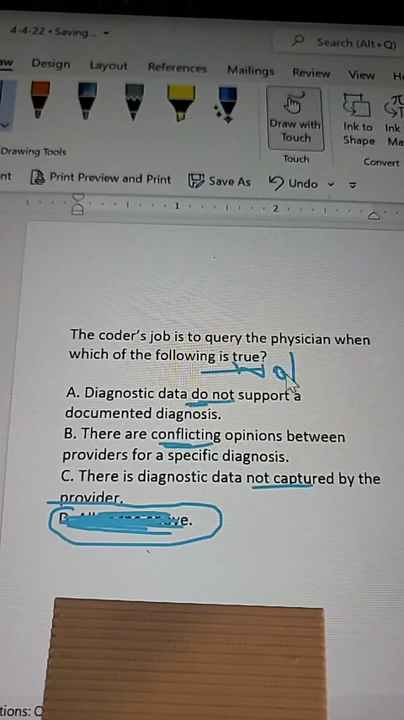 4-4-22 • Saving...
Search (Alt+Q)
Design Layout References Mailings Review View
Draw with Touch
Ink to Shape
Ink
Drawing Tools
Touch
Convert
Print Preview and Print Save As Undo
1 2
The coder's job is to query the physician when
which of the following is true?
A. Diagnostic data do not support a
documented diagnosis.
B. There are conflicting opinions between
providers for a specific diagnosis.
C. There is diagnostic data not captured by the
provider.